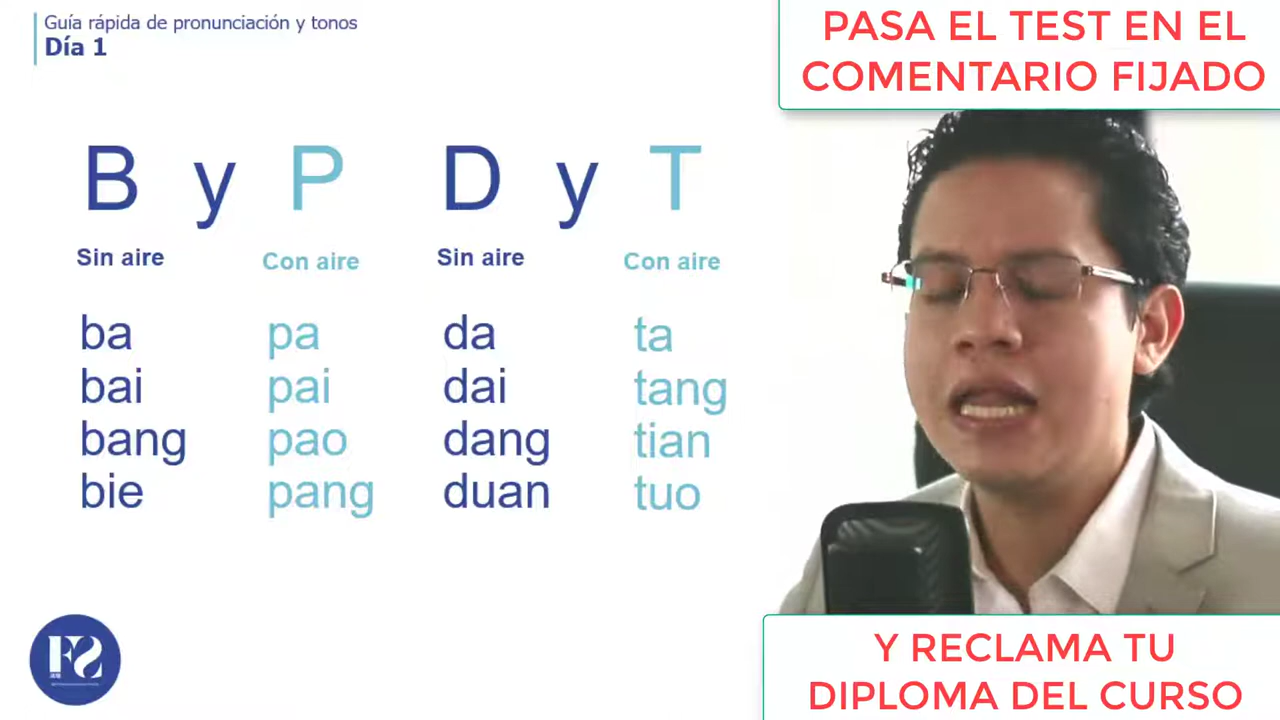 Guía rápida de pronunciación y tonos
Día 1
PASA EL TEST EN EL
COMENTARIO FIJADO
B y P D y T
Sin aire Con aire Sin aire Con aire
ba pa da ta
bai pai dai tang
bang pao dang tian
bie pang duan tuo
Y RECLAMA TU
DIPLOMA DEL CURSO